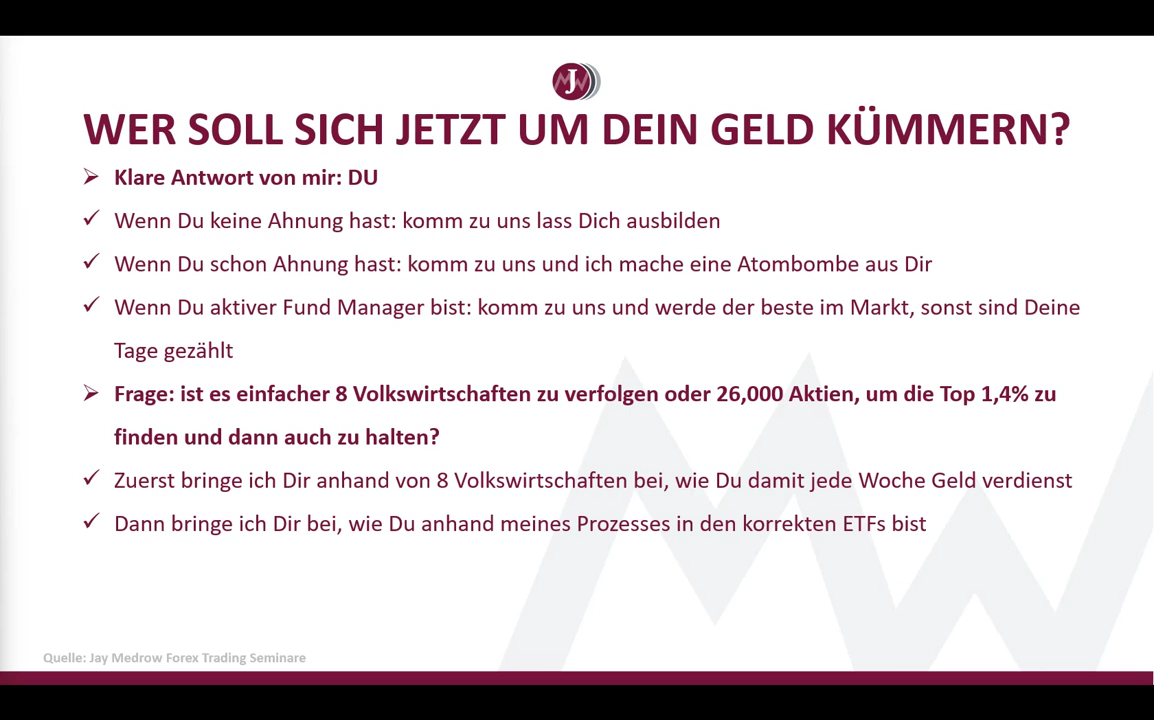 J
WER SOLL SICH JETZT UM DEIN GELD KÜMMERN?
➢ Klare Antwort von mir: DU
✓ Wenn Du keine Ahnung hast: komm zu uns lass Dich ausbilden
✓ Wenn Du schon Ahnung hast: komm zu uns und ich mache eine Atombombe aus Dir
✓ Wenn Du aktiver Fund Manager bist: komm zu uns und werde der beste im Markt, sonst sind Deine
Tage gezählt
➢ Frage: ist es einfacher 8 Volkswirtschaften zu verfolgen oder 26,000 Aktien, um die Top 1,4% zu
finden und dann auch zu halten?
✓ Zuerst bringe ich Dir anhand von 8 Volkswirtschaften bei, wie Du damit jede Woche Geld verdienst
✓ Dann bringe ich Dir bei, wie Du anhand meines Prozesses in den korrekten ETFs bist
Quelle: Jay Medrow Forex Trading Seminare